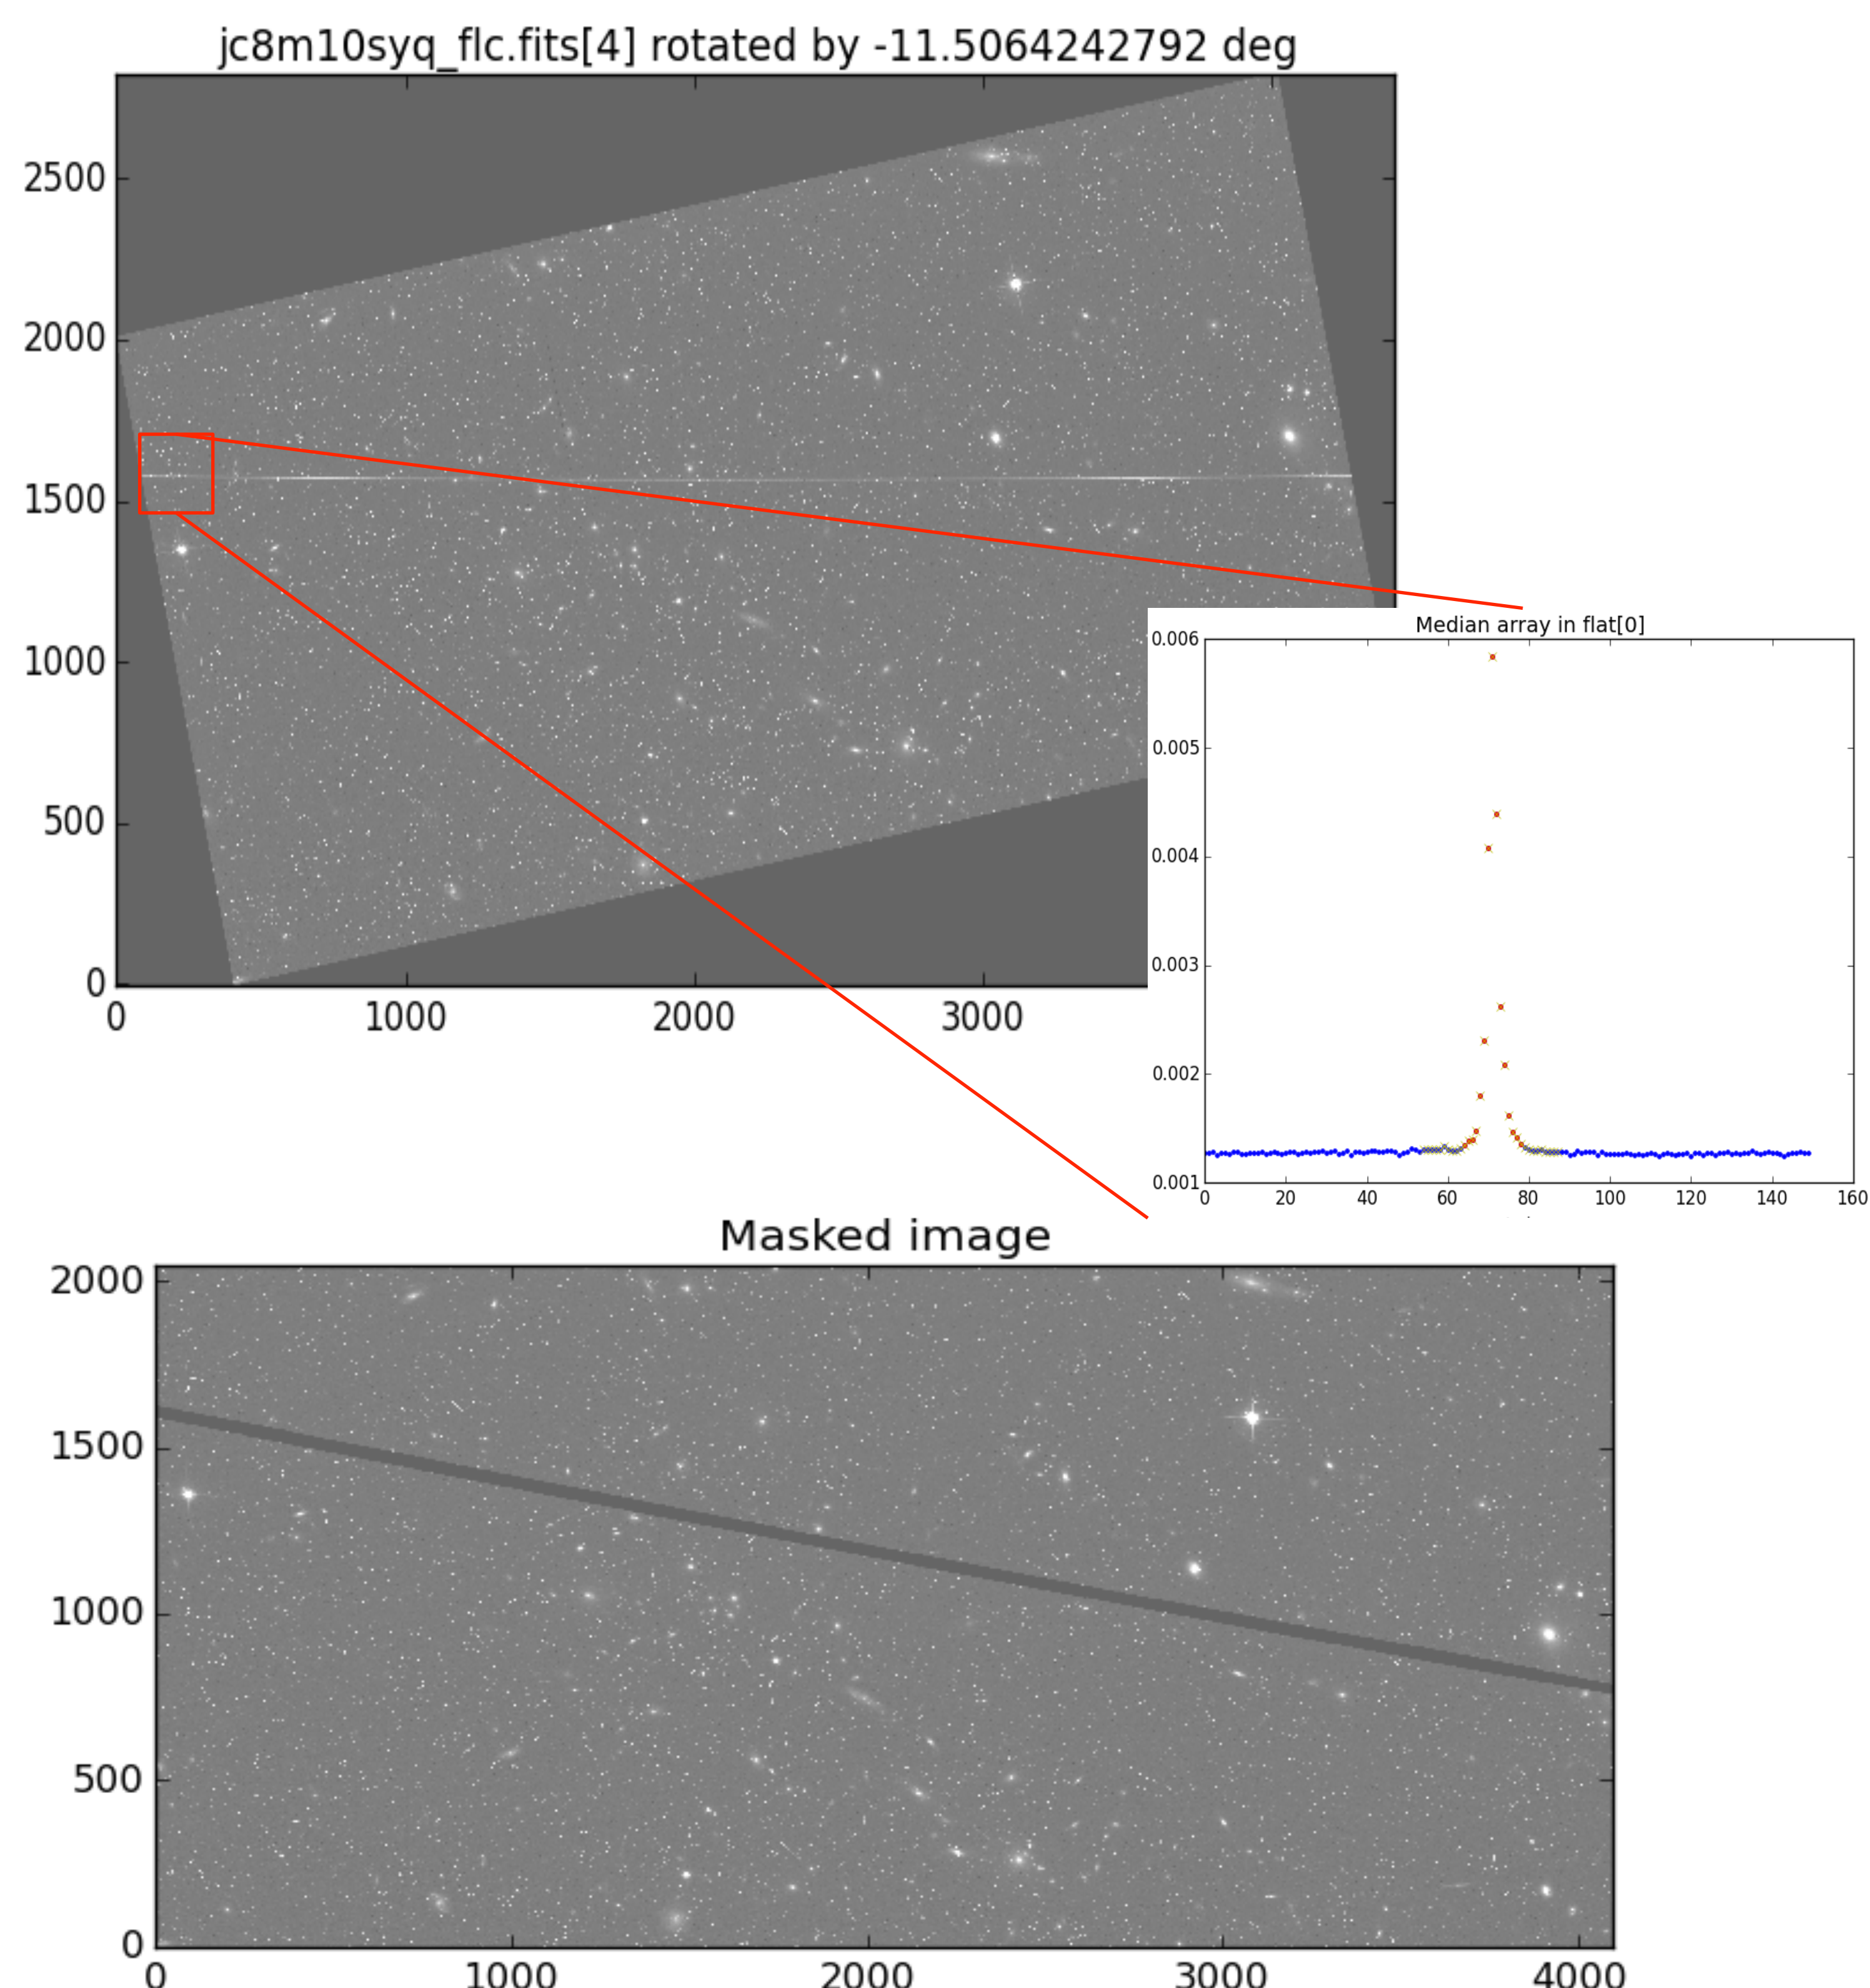 jc8m10syq_flc.fits[4] rotated by -11.5064242792 deg
2500
2000
1500
1000
500
0
0 1000 2000 3000
Median array in flat[0]
0.006
0.005
0.004
0.003
0.002
0.001
0 20 40 60 80 100 120 140 160
Masked image
2000
1500
1000
500
0
0 1000 2000 3000 4000